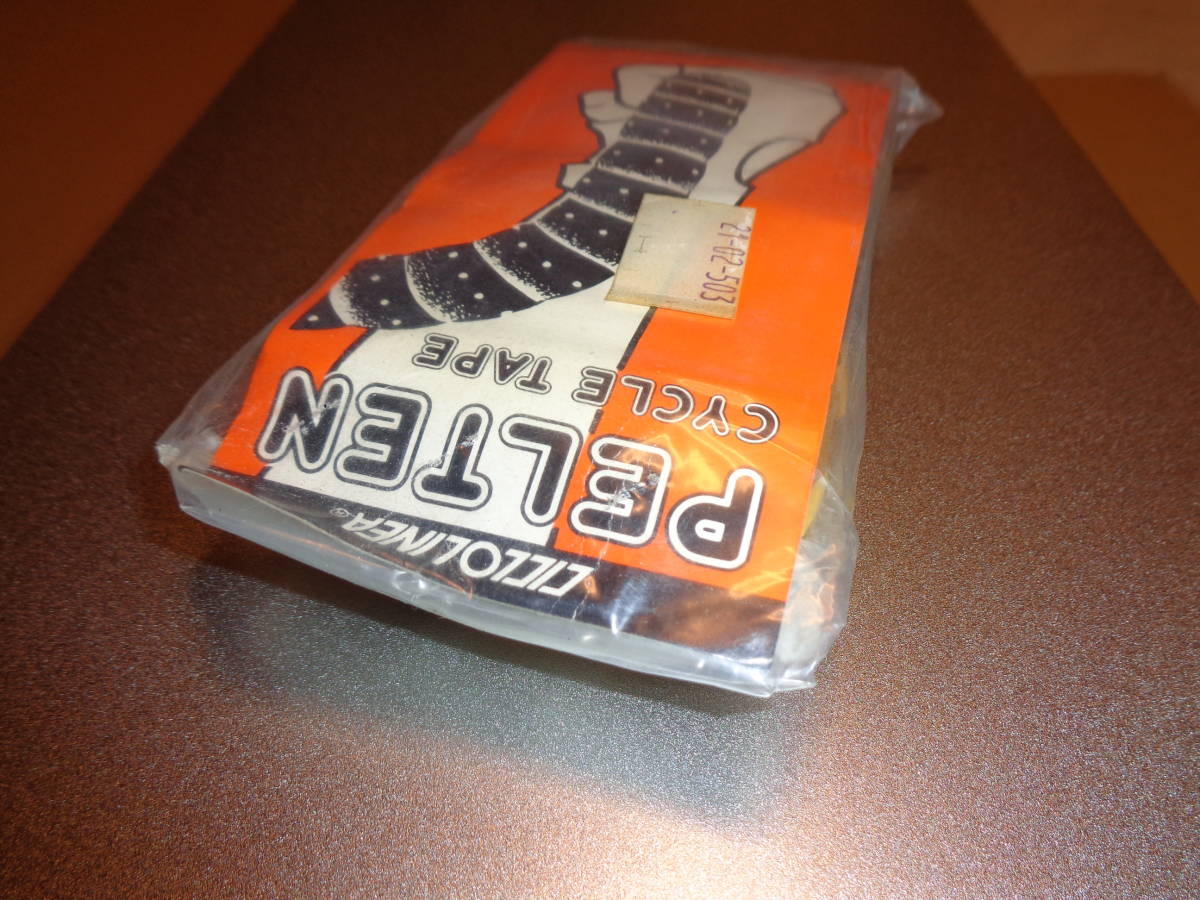 CICLOLINEA®
PELTEN
CYCLE TAPE
21-02-503